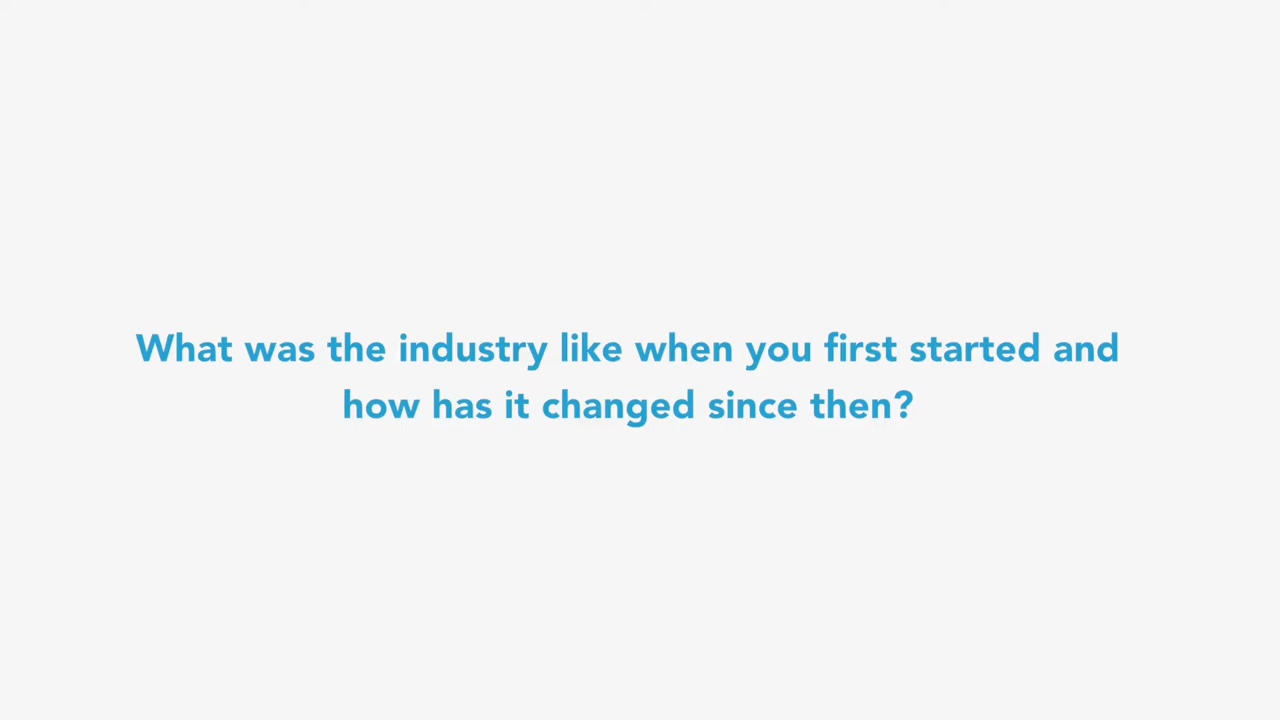 What was the industry like when you first started and
how has it changed since then?